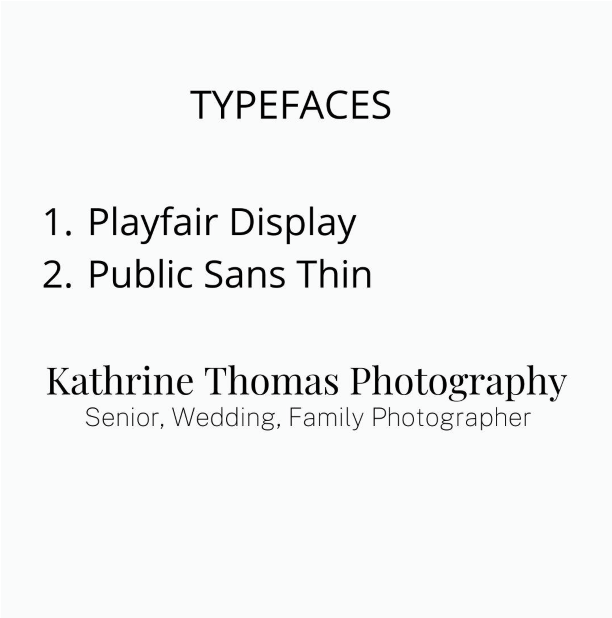 TYPEFACES
1. Playfair Display
2. Public Sans Thin
Kathrine Thomas Photography
Senior, Wedding, Family Photographer